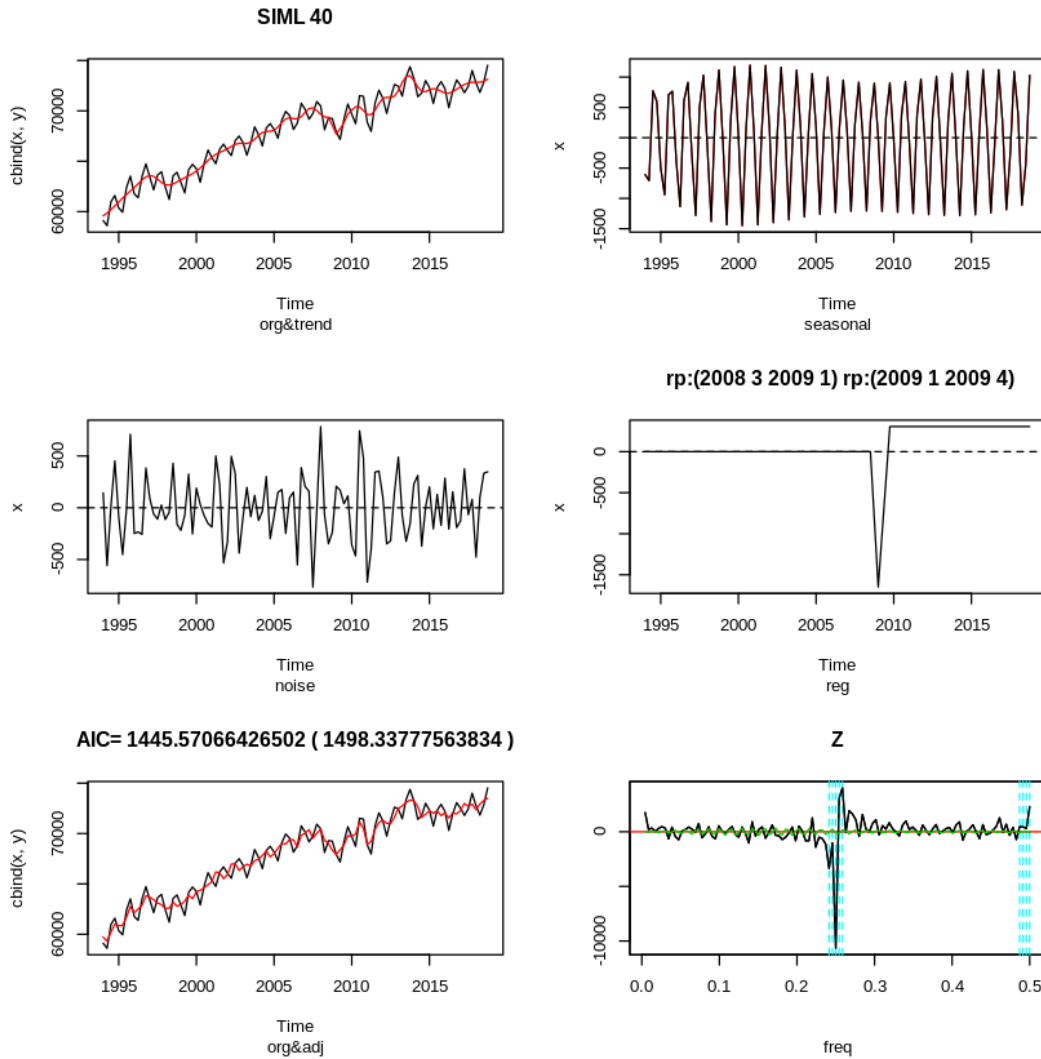 SIML 40
cbind(x, y)
70000
60000
1995 2000 2005 2010 2015
Time
org&trend
x
500
-500
-1500
1995 2000 2005 2010 2015
Time
seasonal
x
500
0
-500
1995 2000 2005 2010 2015
Time
noise
rp:(2008 3 2009 1) rp:(2009 1 2009 4)
x
0
-500
-1500
1995 2000 2005 2010 2015
Time
reg
AIC= 1445.57066426502 ( 1498.33777563834 )
cbind(x, y)
70000
60000
1995 2000 2005 2010 2015
Time
org&adj
Z
0
-10000
0.0 0.1 0.2 0.3 0.4 0.5
freq